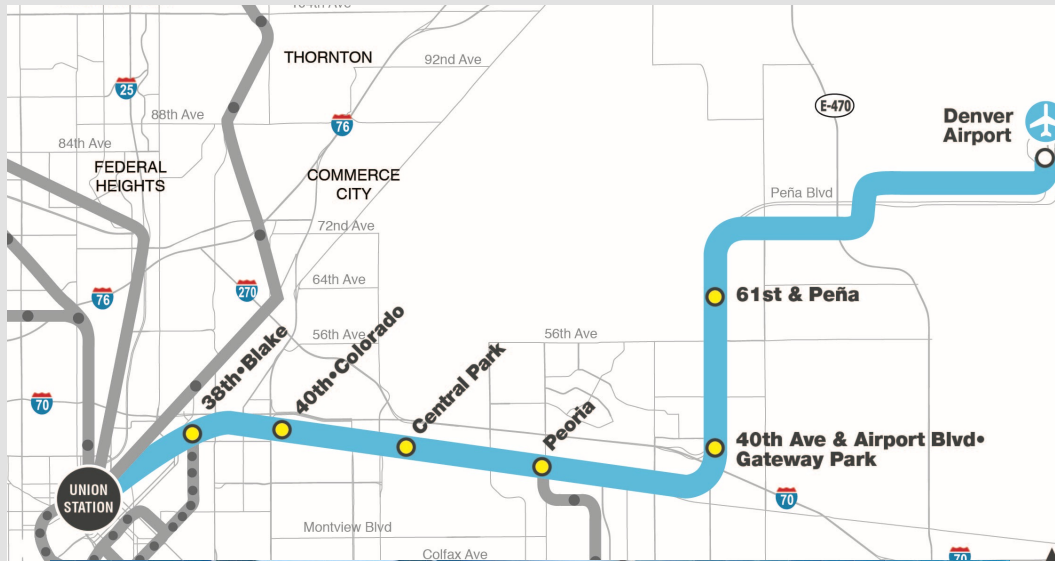 104th Ave
THORNTON
92nd Ave
25
E-470
88th Ave
76
Denver
Airport
84th Ave
FEDERAL
HEIGHTS
COMMERCE
CITY
Peña Blvd
72nd Ave
64th Ave
270
76
61st & Peña
56th Ave
56th Ave
38th•Blake
40th•Colorado
Central Park
Peoria
70
40th Ave & Airport Blvd•
Gateway Park
UNION
STATION
70
Montview Blvd
Colfax Ave
70